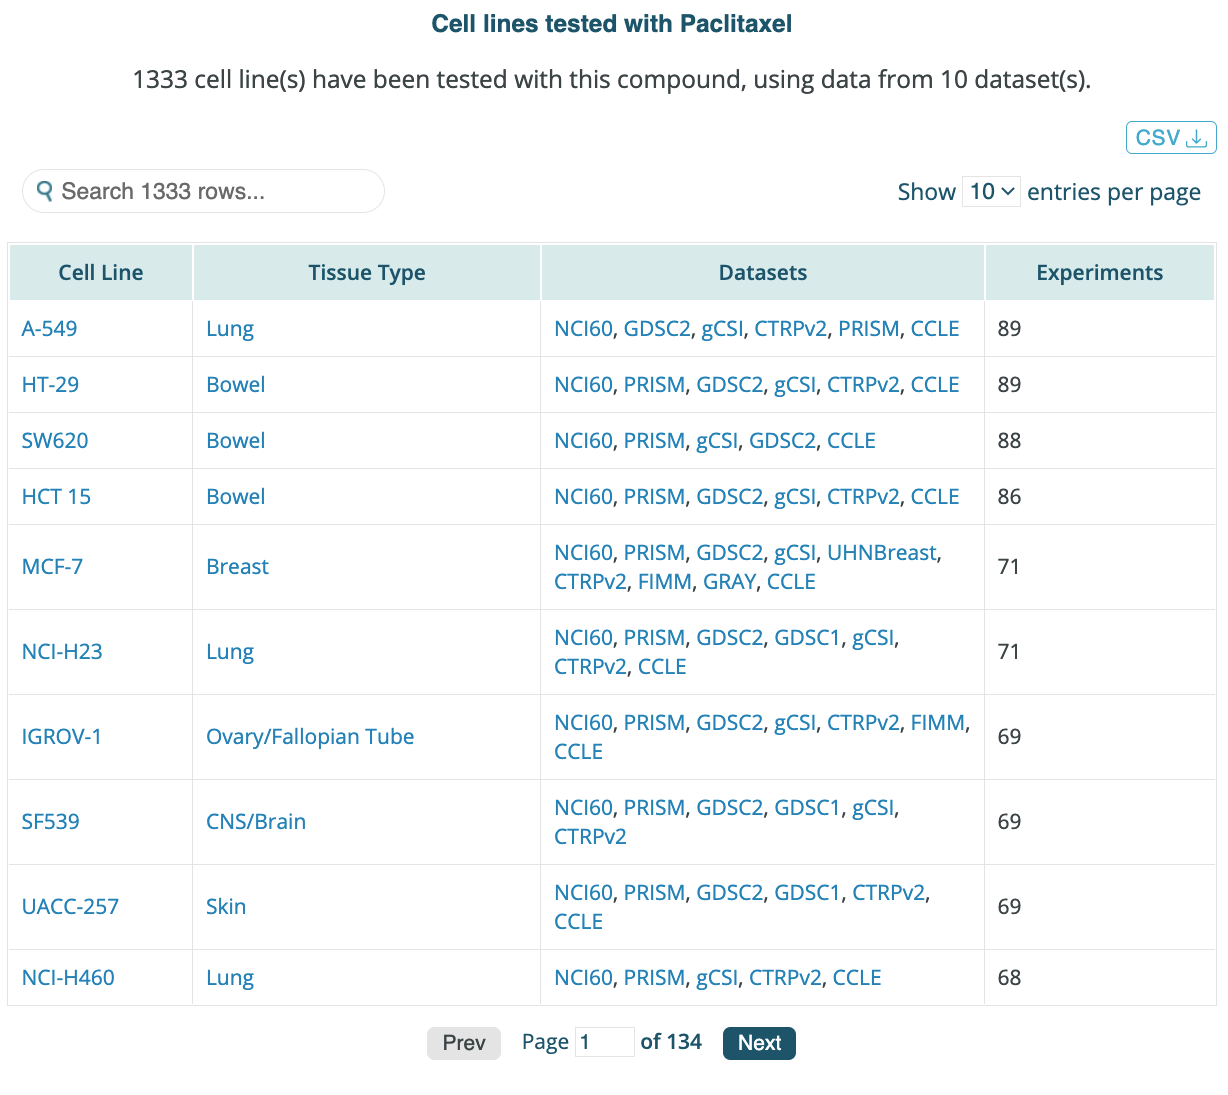 Cell lines tested with Paclitaxel
1333 cell line(s) have been tested with this compound, using data from 10 dataset(s).
CSV
Search 1333 rows...
Show 10 entries per page
Cell Line Tissue Type Datasets Experiments
A-549 Lung NCI60, GDSC2, gCSI, CTRPv2, PRISM, CCLE 89
HT-29 Bowel NCI60, PRISM, GDSC2, gCSI, CTRPv2, CCLE 89
SW620 Bowel NCI60, PRISM, gCSI, GDSC2, CCLE 88
HCT 15 Bowel NCI60, PRISM, GDSC2, gCSI, CTRPv2, CCLE 86
MCF-7 Breast NCI60, PRISM, GDSC2, gCSI, UHNBreast,
CTRPv2, FIMM, GRAY, CCLE 71
NCI-H23 Lung NCI60, PRISM, GDSC2, GDSC1, gCSI,
CTRPv2, CCLE 71
IGROV-1 Ovary/Fallopian Tube NCI60, PRISM, GDSC2, gCSI, CTRPv2, FIMM,
CCLE 69
SF539 CNS/Brain NCI60, PRISM, GDSC2, GDSC1, gCSI,
CTRPv2 69
UACC-257 Skin NCI60, PRISM, GDSC2, GDSC1, CTRPv2,
CCLE 69
NCI-H460 Lung NCI60, PRISM, gCSI, CTRPv2, CCLE 68
Prev Page 1 of 134 Next